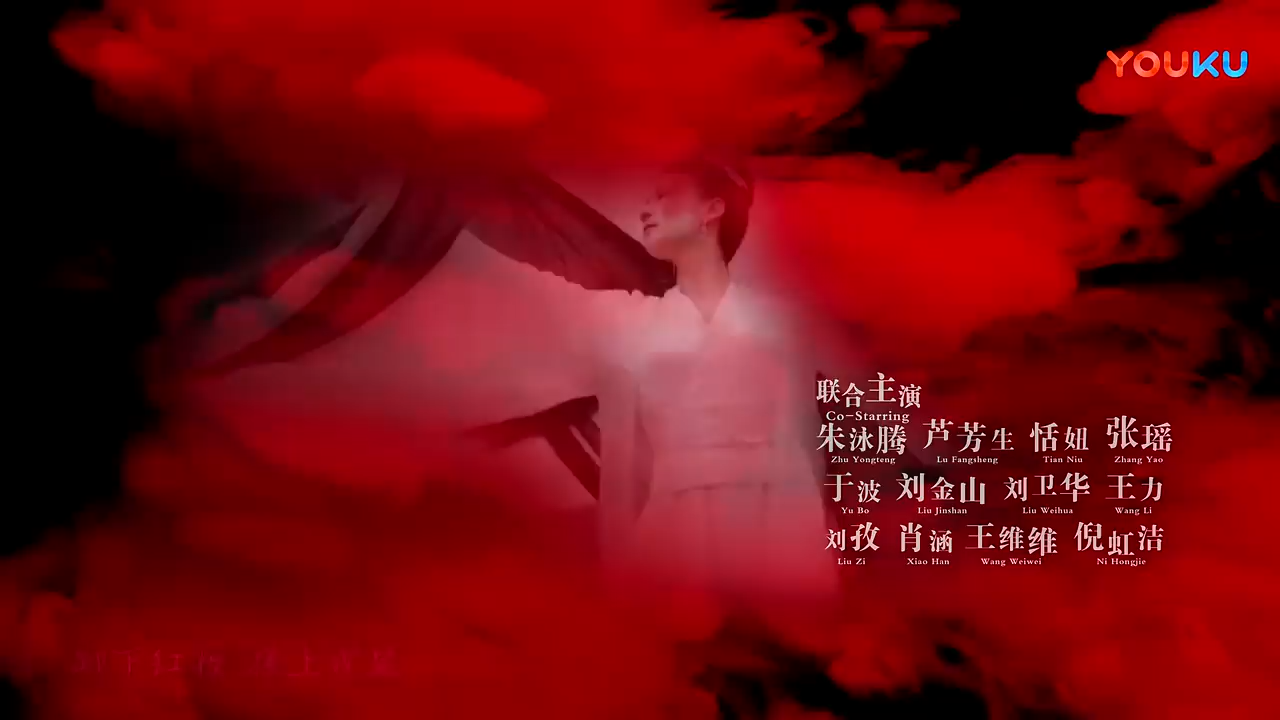 YOUKU
联合主演
Co-Starring
朱泳腾 芦芳生 恬妞 张瑶
Zhu Yongteng Lu Fangsheng Tian Niu Zhang Yao
于波 刘金山 刘卫华 王力
Yu Bo Liu Jinshan Liu Weihua Wang Li
刘孜 肖涵 王维维 倪虹洁
Liu Zi Xiao Han Wang Weiwei Ni Hongjie